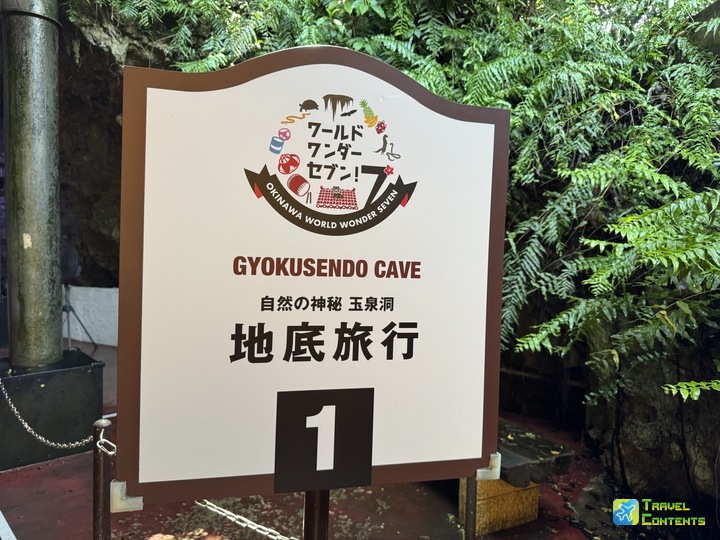 ワールド
ワンダー
セブン!7
OKINAWA WORLD WONDER SEVEN
GYOKUSENDO CAVE
自然の神秘 玉泉洞
地底旅行
1
TRAVEL
CONTENTS